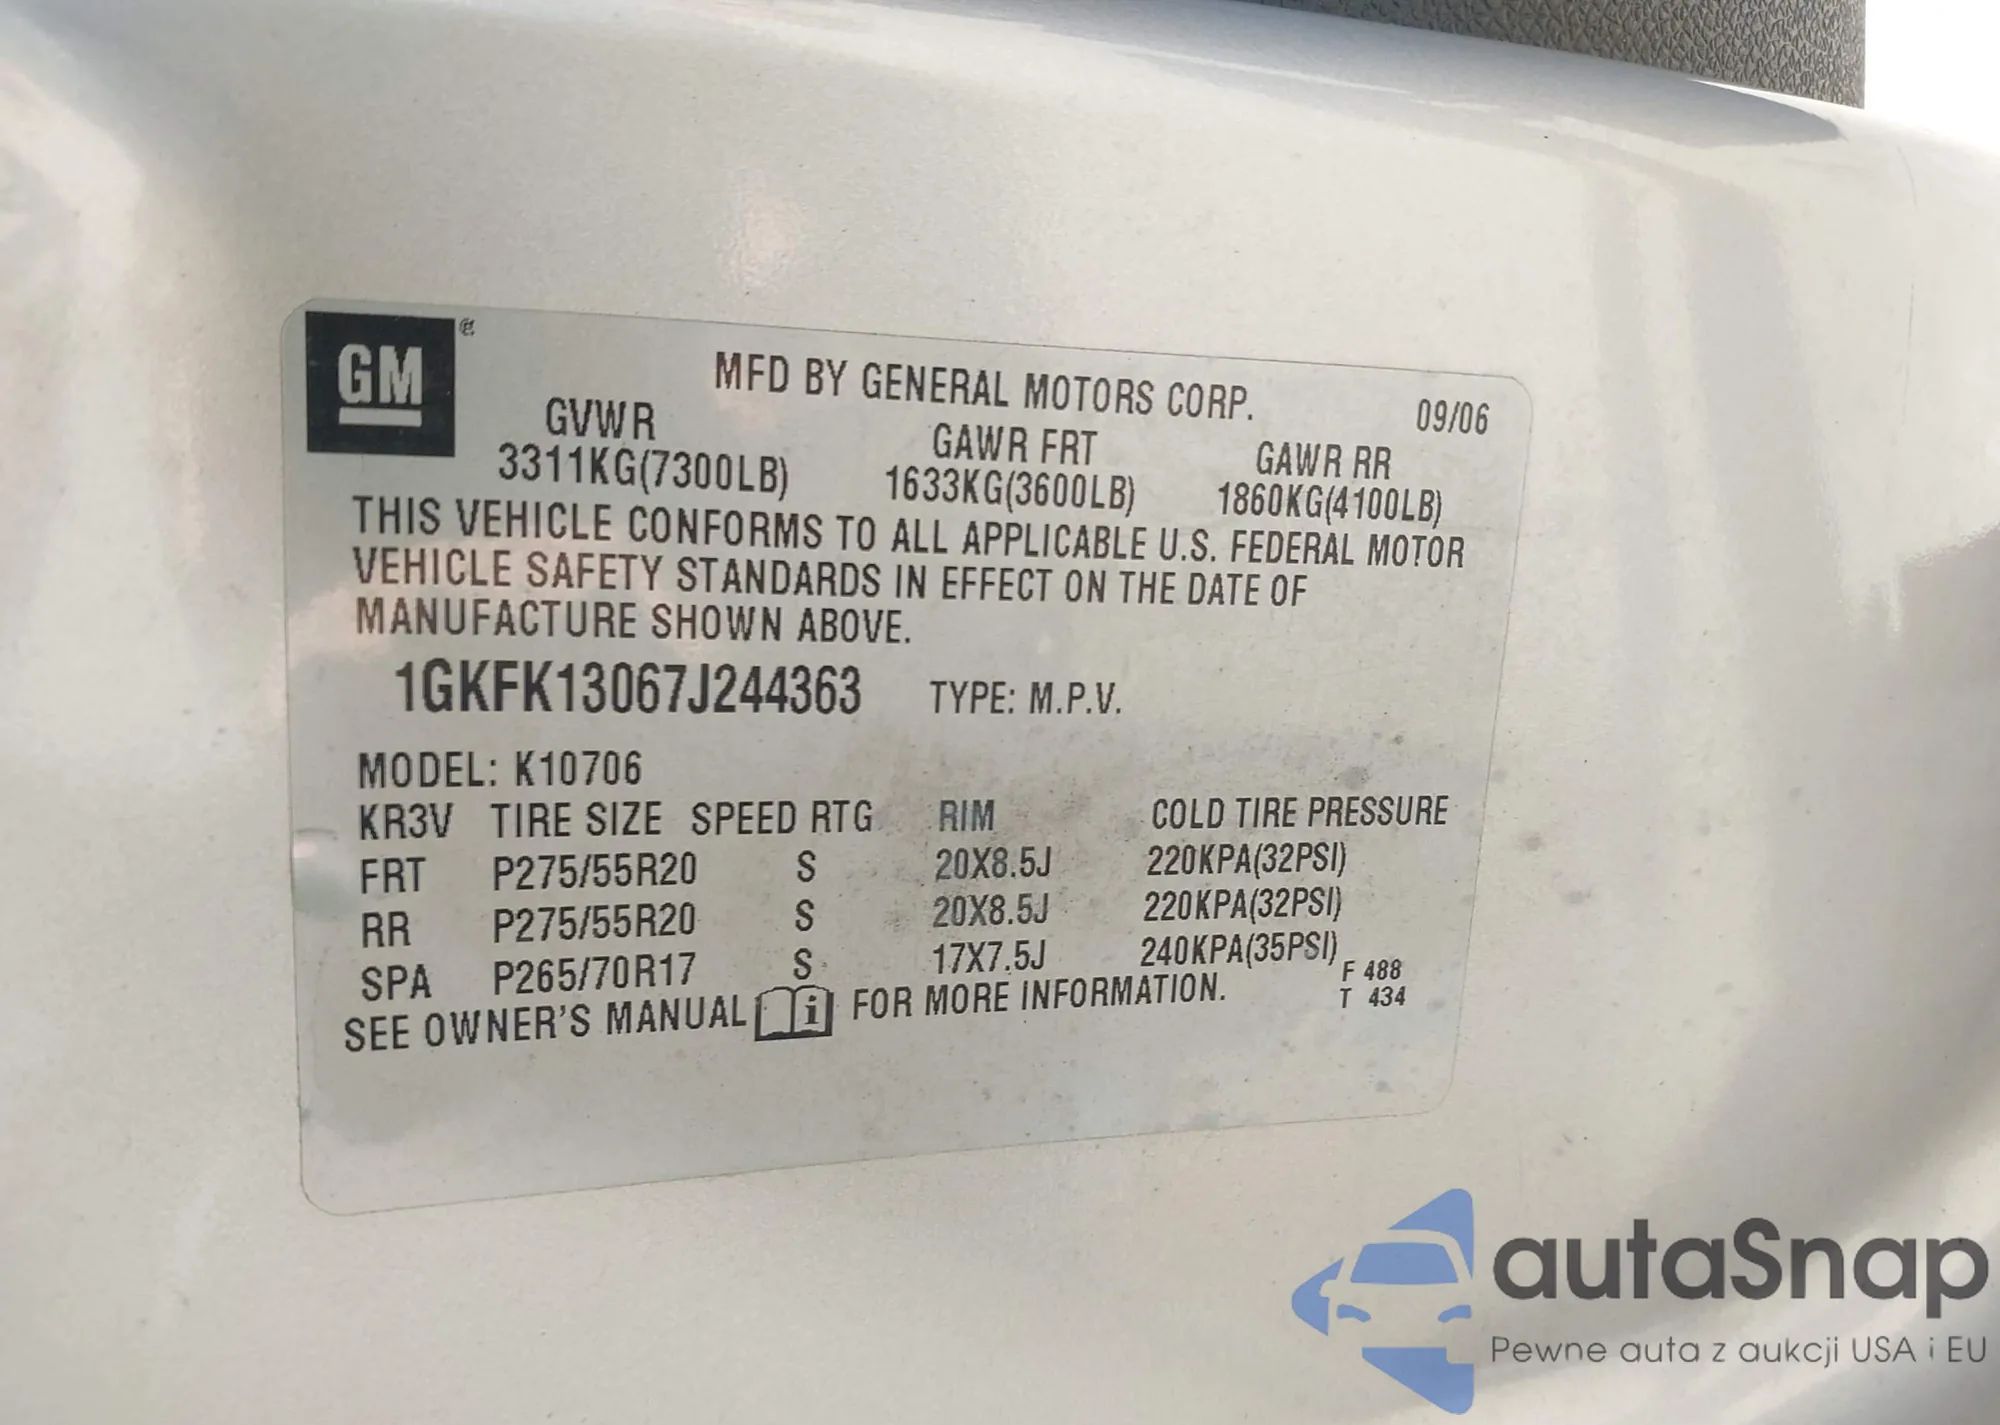 GM®
MFD BY GENERAL MOTORS CORP. 09/06
GVWR GAWR FRT GAWR RR
3311KG(7300LB) 1633KG(3600LB) 1860KG(4100LB)
THIS VEHICLE CONFORMS TO ALL APPLICABLE U.S. FEDERAL MOTOR
VEHICLE SAFETY STANDARDS IN EFFECT ON THE DATE OF
MANUFACTURE SHOWN ABOVE.
1GKFK13067J244363 TYPE: M.P.V.
MODEL: K10706
KR3V TIRE SIZE SPEED RTG RIM COLD TIRE PRESSURE
FRT P275/55R20 S 20X8.5J 220KPA(32PSI)
RR P275/55R20 S 20X8.5J 220KPA(32PSI)
SPA P265/70R17 S 17X7.5J 240KPA(35PSI)
SEE OWNER'S MANUAL i FOR MORE INFORMATION.
F 488
T 434
autaSnap
Pewne auta z aukcji USA i EU